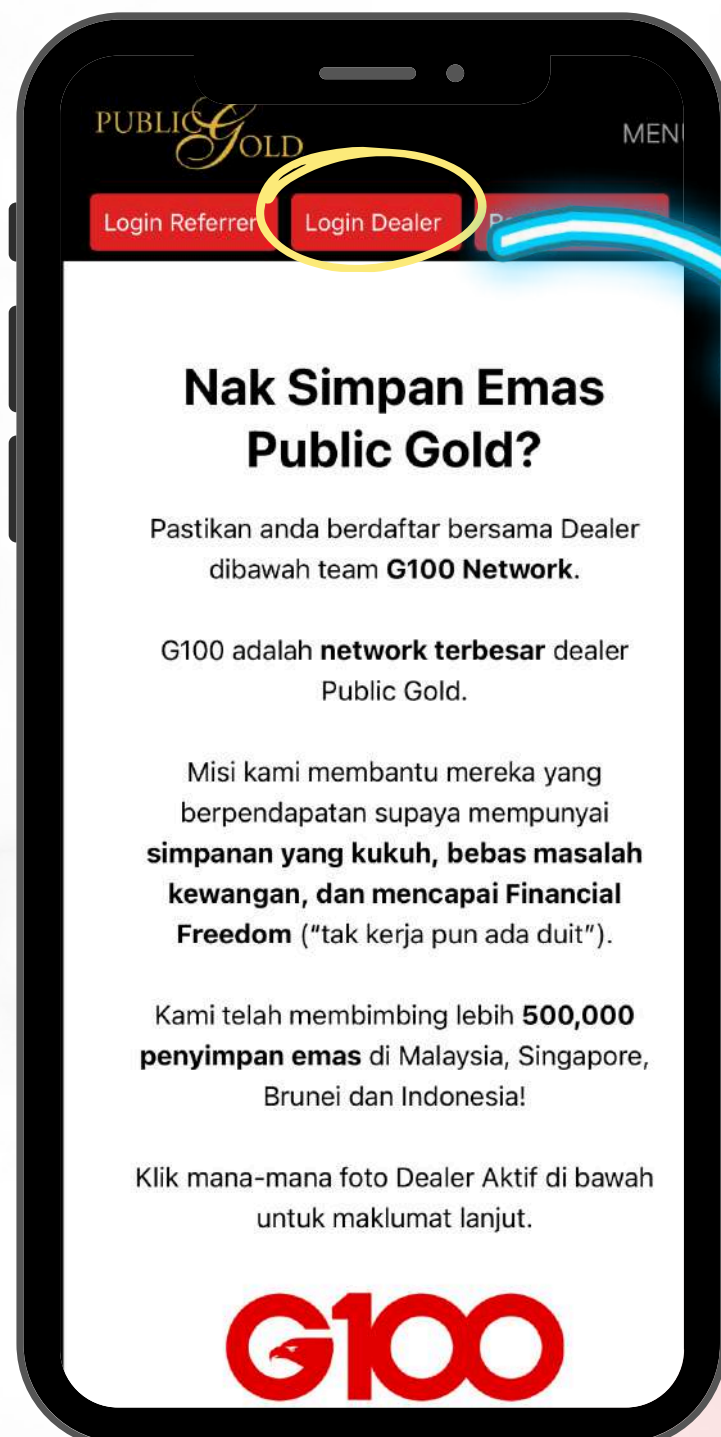 PUBLIC GOLD
MENU
Login Referrer
Login Dealer
Nak Simpan Emas
Public Gold?
Pastikan anda berdaftar bersama Dealer
dibawah team G100 Network.
G100 adalah network terbesar dealer
Public Gold.
Misi kami membantu mereka yang
berpendapatan supaya mempunyai
simpanan yang kukuh, bebas masalah
kewangan, dan mencapai Financial
Freedom (“tak kerja pun ada duit”).
Kami telah membimbing lebih 500,000
penyimpan emas di Malaysia, Singapore,
Brunei dan Indonesia!
Klik mana-mana foto Dealer Aktif di bawah
untuk maklumat lanjut.
G100